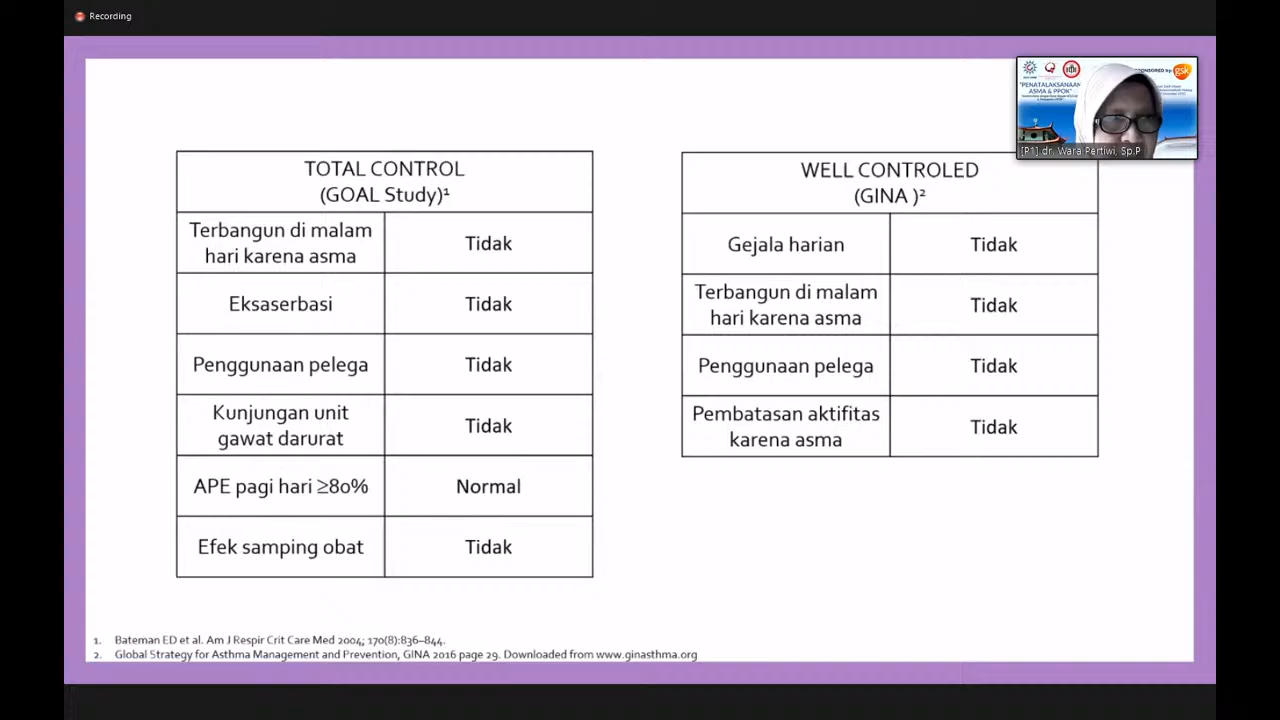 Recording
SPONSORED by:
gsk
"PENATALAKSANAAN
ASMA & PPOK"
[P1] dr. Wara Pertiwi, Sp.P
TOTAL CONTROL
(GOAL Study)¹
Terbangun di malam
hari karena asma
Tidak
Eksaserbasi
Tidak
Penggunaan pelega
Tidak
Kunjungan unit
gawat darurat
Tidak
APE pagi hari ≥80%
Normal
Efek samping obat
Tidak
WELL CONTROLED
(GINA )²
Gejala harian
Tidak
Terbangun di malam
hari karena asma
Tidak
Penggunaan pelega
Tidak
Pembatasan aktifitas
karena asma
Tidak
1. Bateman ED et al. Am J Respir Crit Care Med 2004; 170(8):836–844.
2. Global Strategy for Asthma Management and Prevention, GINA 2016 page 29. Downloaded from www.ginasthma.org